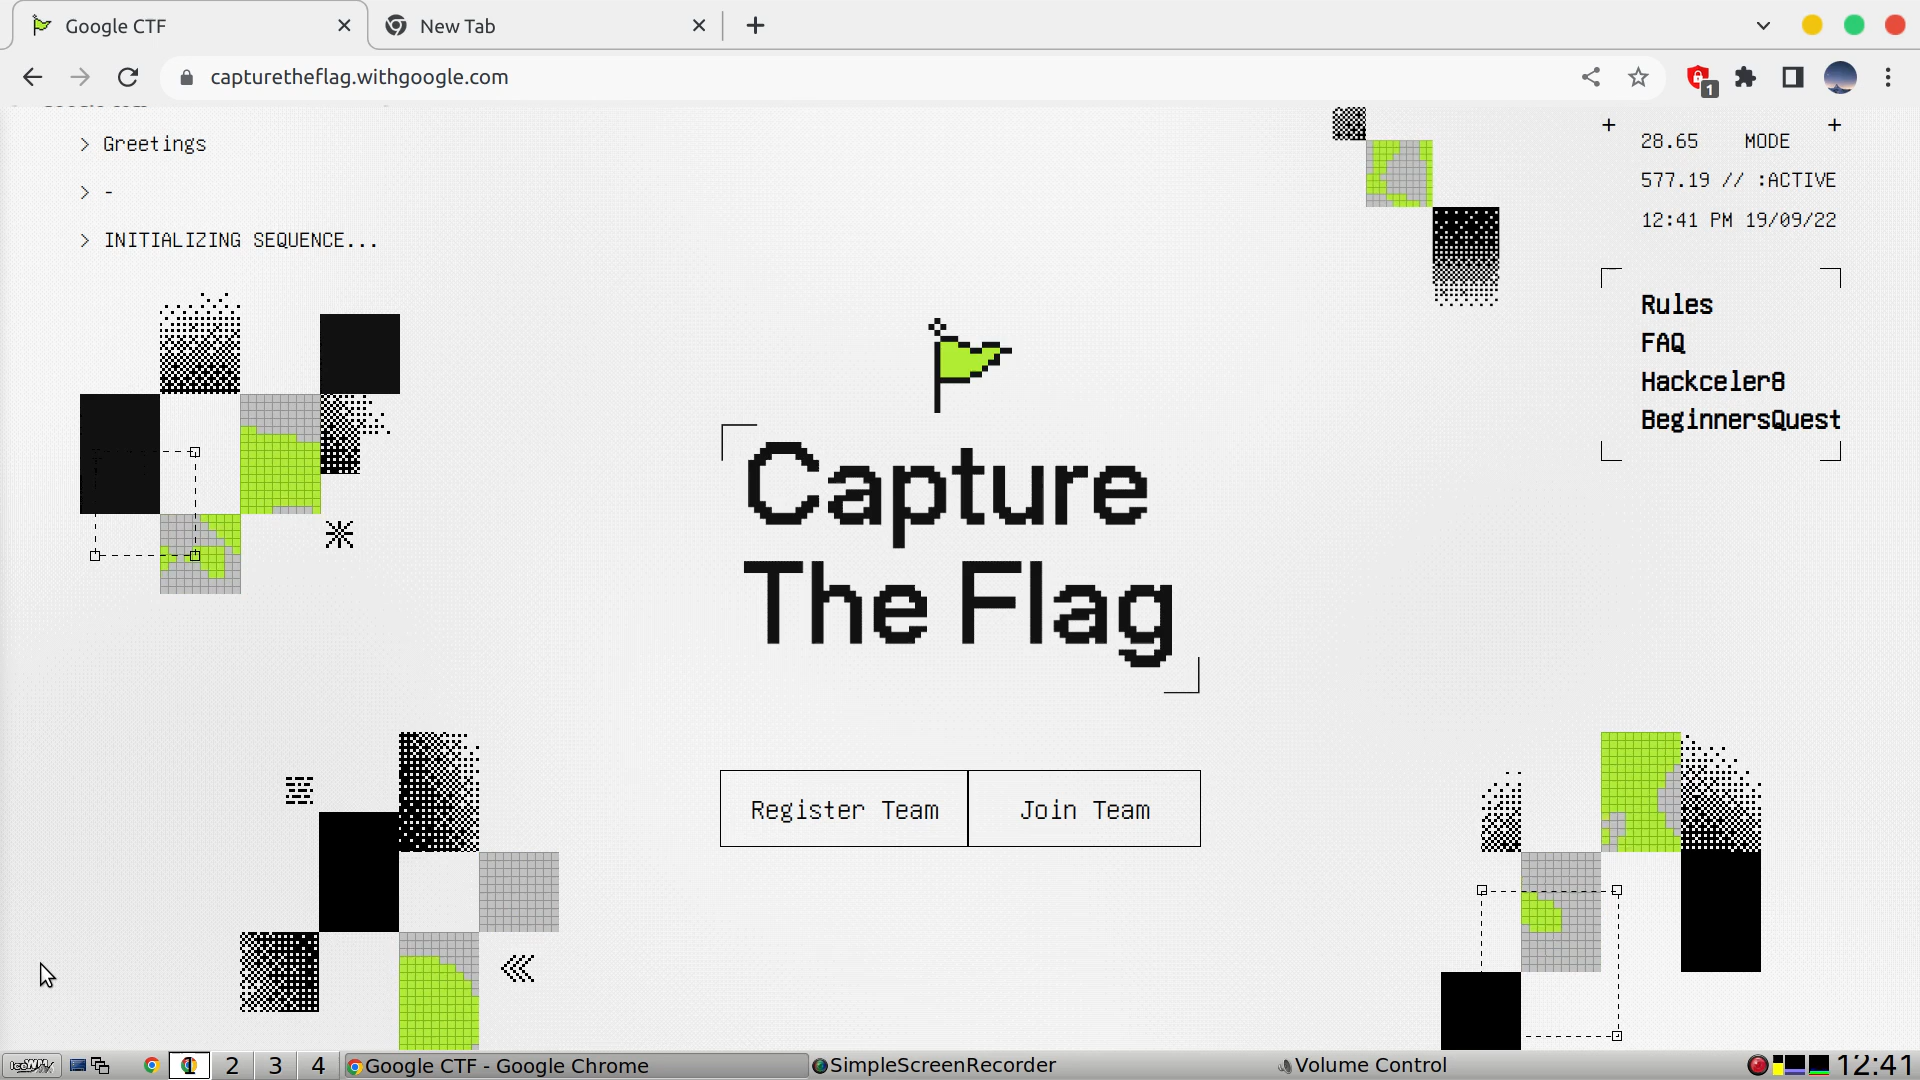 Google CTF
New Tab
capturetheflag.withgoogle.com
1
> Greetings
> -
> INITIALIZING SEQUENCE...
+ +
28.65 MODE
577.19 // :ACTIVE
12:41 PM 19/09/22
Rules
FAQ
Hackceler8
BeginnersQuest
Capture
The Flag
Register Team
Join Team
1 2 3 4
Google CTF - Google Chrome
SimpleScreenRecorder
Volume Control
12:41